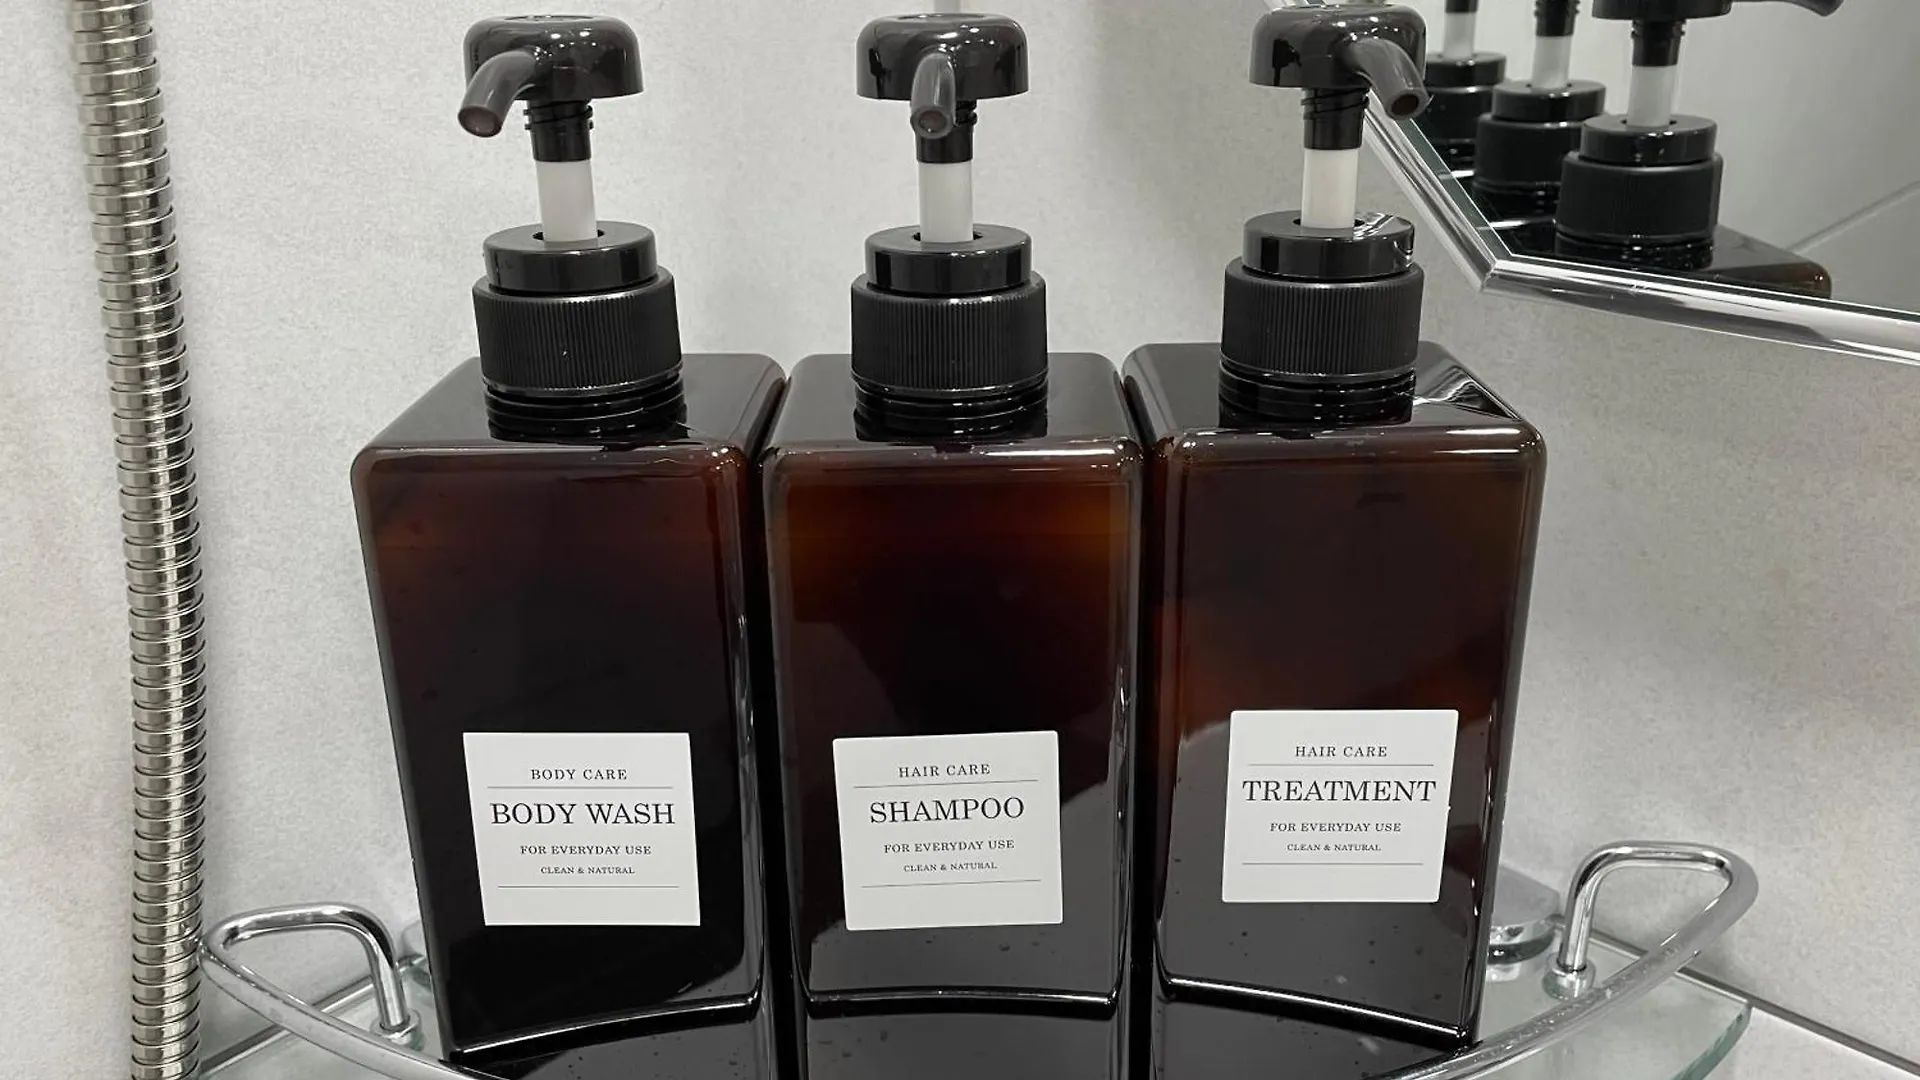 BODY CARE
BODY WASH
FOR EVERYDAY USE
CLEAN & NATURAL
HAIR CARE
SHAMPOO
FOR EVERYDAY USE
CLEAN & NATURAL
HAIR CARE
TREATMENT
FOR EVERYDAY USE
CLEAN & NATURAL